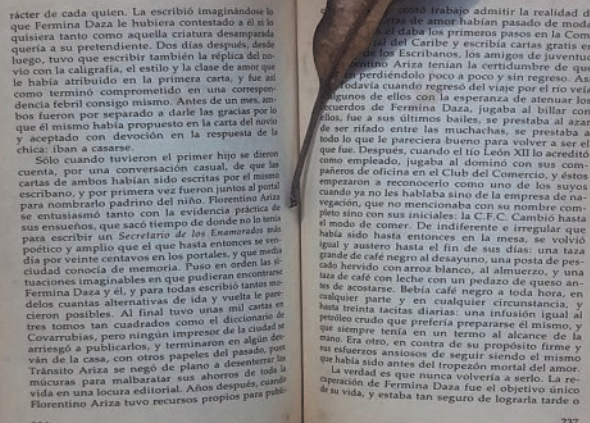 rácter de cada quien. La escribió imaginándose lo
que Fermina Daza le hubiera contestado a él si lo
quisiera tanto como aquella criatura desamparada
quería a su pretendiente. Dos días después, desde
luego, tuvo que escribir también la réplica del no-
vio con la caligrafía, el estilo y la clase de amor que
le había atribuido en la primera carta, y fue así
como terminó comprometido en una correspon-
dencia febril consigo mismo. Antes de un mes, am-
bos fueron por separado a darle las gracias por lo
que él mismo había propuesto en la carta del novio
y aceptado con devoción en la respuesta de la
chica: iban a casarse.
Sólo cuando tuvieron el primer hijo se dieron
cuenta, por una conversación casual, de que las
cartas de ambos habían sido escritas por el mismo
escribano, y por primera vez fueron juntos al portal
para nombrarlo padrino del niño. Florentino Ariza
se entusiasmó tanto con la evidencia práctica de
sus ensueños, que sacó tiempo de donde no lo tenía
para escribir un Secretario de los Enamorados más
poético y amplio que el que hasta entonces se ven-
día por veinte centavos en los portales, y que media
ciudad conocía de memoria. Puso en orden las si-
tuaciones imaginables en que pudieran encontrarse
Fermina Daza y él, y para todas escribió tantos mo-
delos cuantas alternativas de ida y vuelta le pare-
cieron posibles. Al final tuvo unas mil cartas en
tres tomos tan cuadrados como el diccionario de
Covarrubias, pero ningún impresor de la ciudad se
arriesgó a publicarlos, y terminaron en algún des-
ván de la casa, con otros papeles del pasado, pues
Tránsito Ariza se negó de plano a desenterrar las
múcuras para malbaratar sus ahorros de toda la
vida en una locura editorial. Años después, cuando
Florentino Ariza tuvo recursos propios para publi-
costó trabajo admitir la realidad d
de amor habían pasado de moda
él daba los primeros pasos en la Com
del Caribe y escribía cartas gratis en
de los Escribanos, los amigos de juventud
Ariza tenían la certidumbre de que
perdiéndolo poco a poco y sin regreso. As
Todavía cuando regresó del viaje por el río veía
algunos de ellos con la esperanza de atenuar los
recuerdos de Fermina Daza, jugaba al billar con
ellos, fue a sus últimos bailes, se prestaba al azar
de ser rifado entre las muchachas, se prestaba a
todo lo que le pareciera bueno para volver a ser el
que fue. Después, cuando el tío León XII lo acreditó
como empleado, jugaba al dominó con sus com-
pañeros de oficina en el Club del Comercio, y éstos
empezaron a reconocerlo como uno de los suyos
cuando ya no les hablaba sino de la empresa de na-
vegación, que no mencionaba con su nombre com-
pleto sino con sus iniciales: la C.F.C. Cambió hasta
el modo de comer. De indiferente e irregular que
había sido hasta entonces en la mesa, se volvió
igual y austero hasta el fin de sus días: una taza
grande de café negro al desayuno, una posta de pes-
cado hervido con arroz blanco, al almuerzo, y una
taza de café con leche con un pedazo de queso an-
tes de acostarse. Bebía café negro a toda hora, en
cualquier parte y en cualquier circunstancia, y
hasta treinta tacitas diarias: una infusión igual al
petróleo crudo que prefería prepararse él mismo, y
que siempre tenía en un termo al alcance de la
mano. Era otro, en contra de su propósito firme y
sus esfuerzos ansiosos de seguir siendo el mismo
que había sido antes del tropezón mortal del amor.
La verdad es que nunca volvería a serlo. La re-
cuperación de Fermina Daza fue el objetivo único
de su vida, y estaba tan seguro de lograrla tarde o